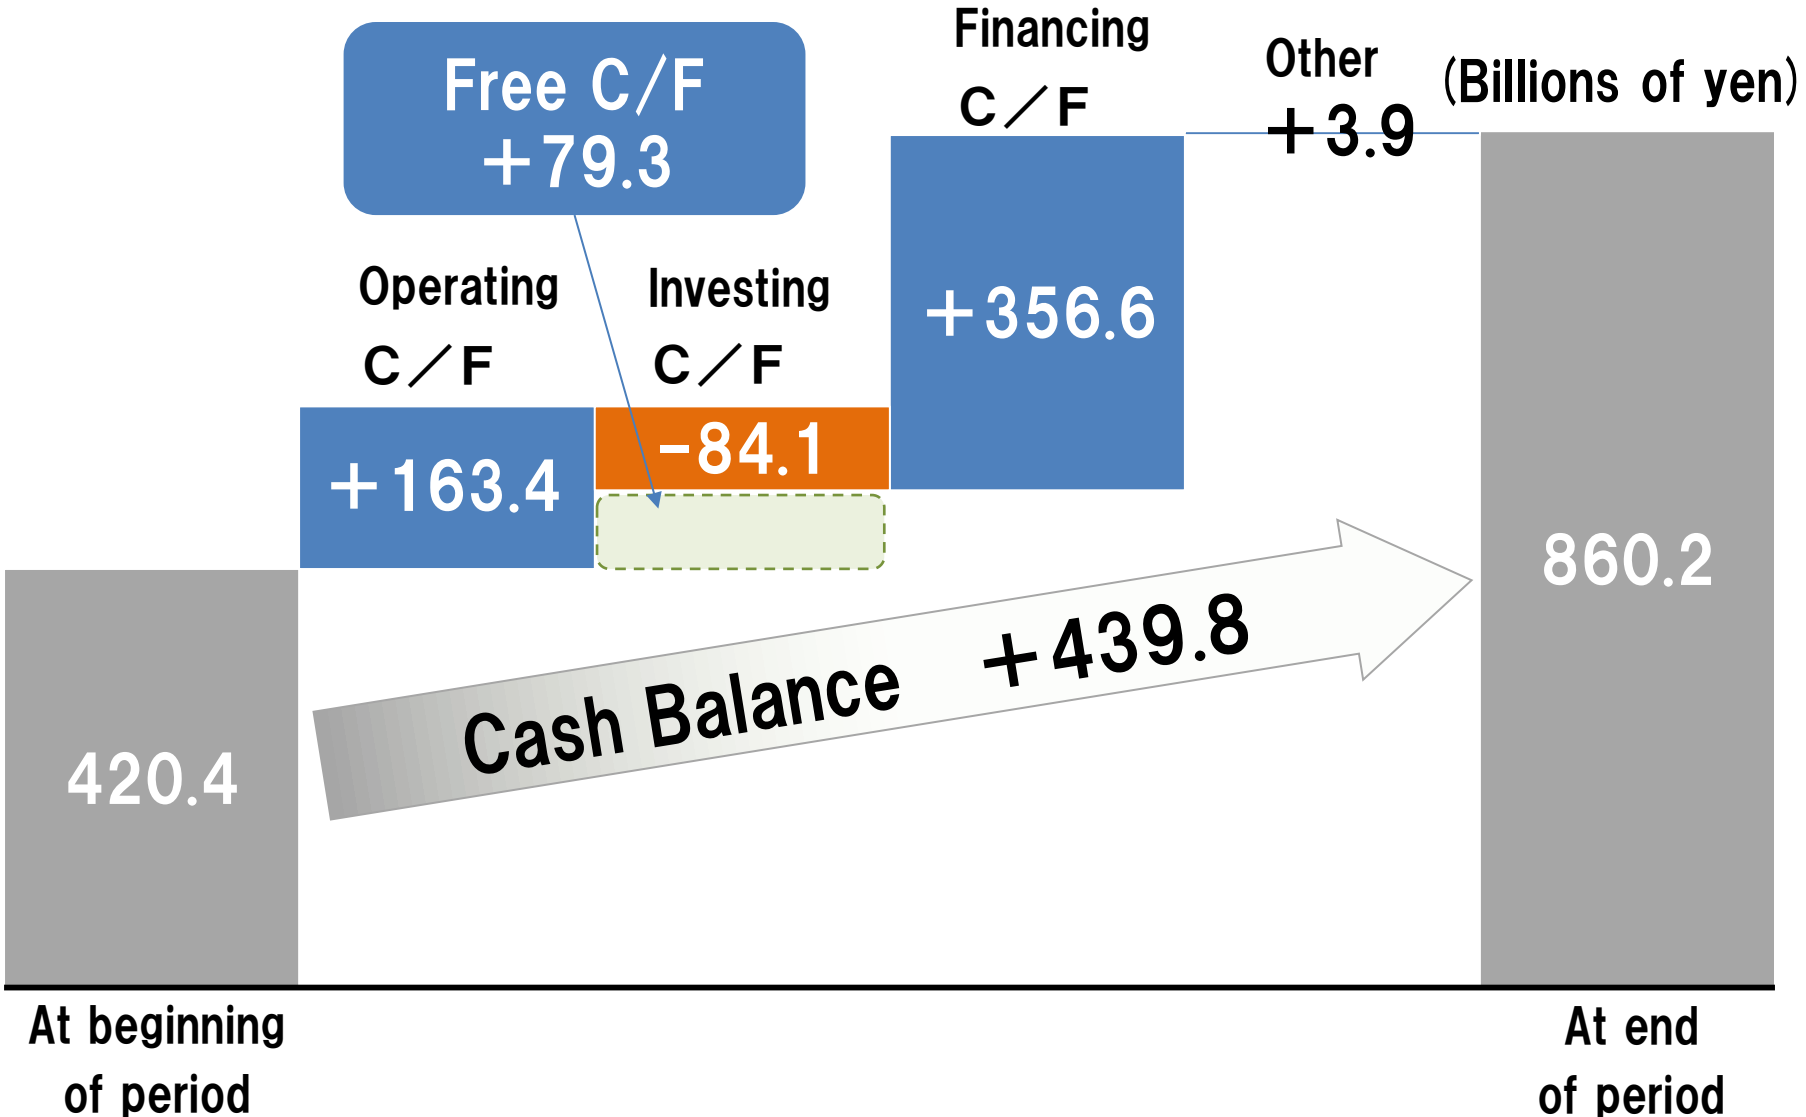 Free C/F
+79.3
Financing
C/F
Other
+3.9
(Billions of yen)
Operating
C/F
Investing
C/F
+163.4
-84.1
+356.6
420.4
Cash Balance +439.8
860.2
At beginning
of period
At end
of period